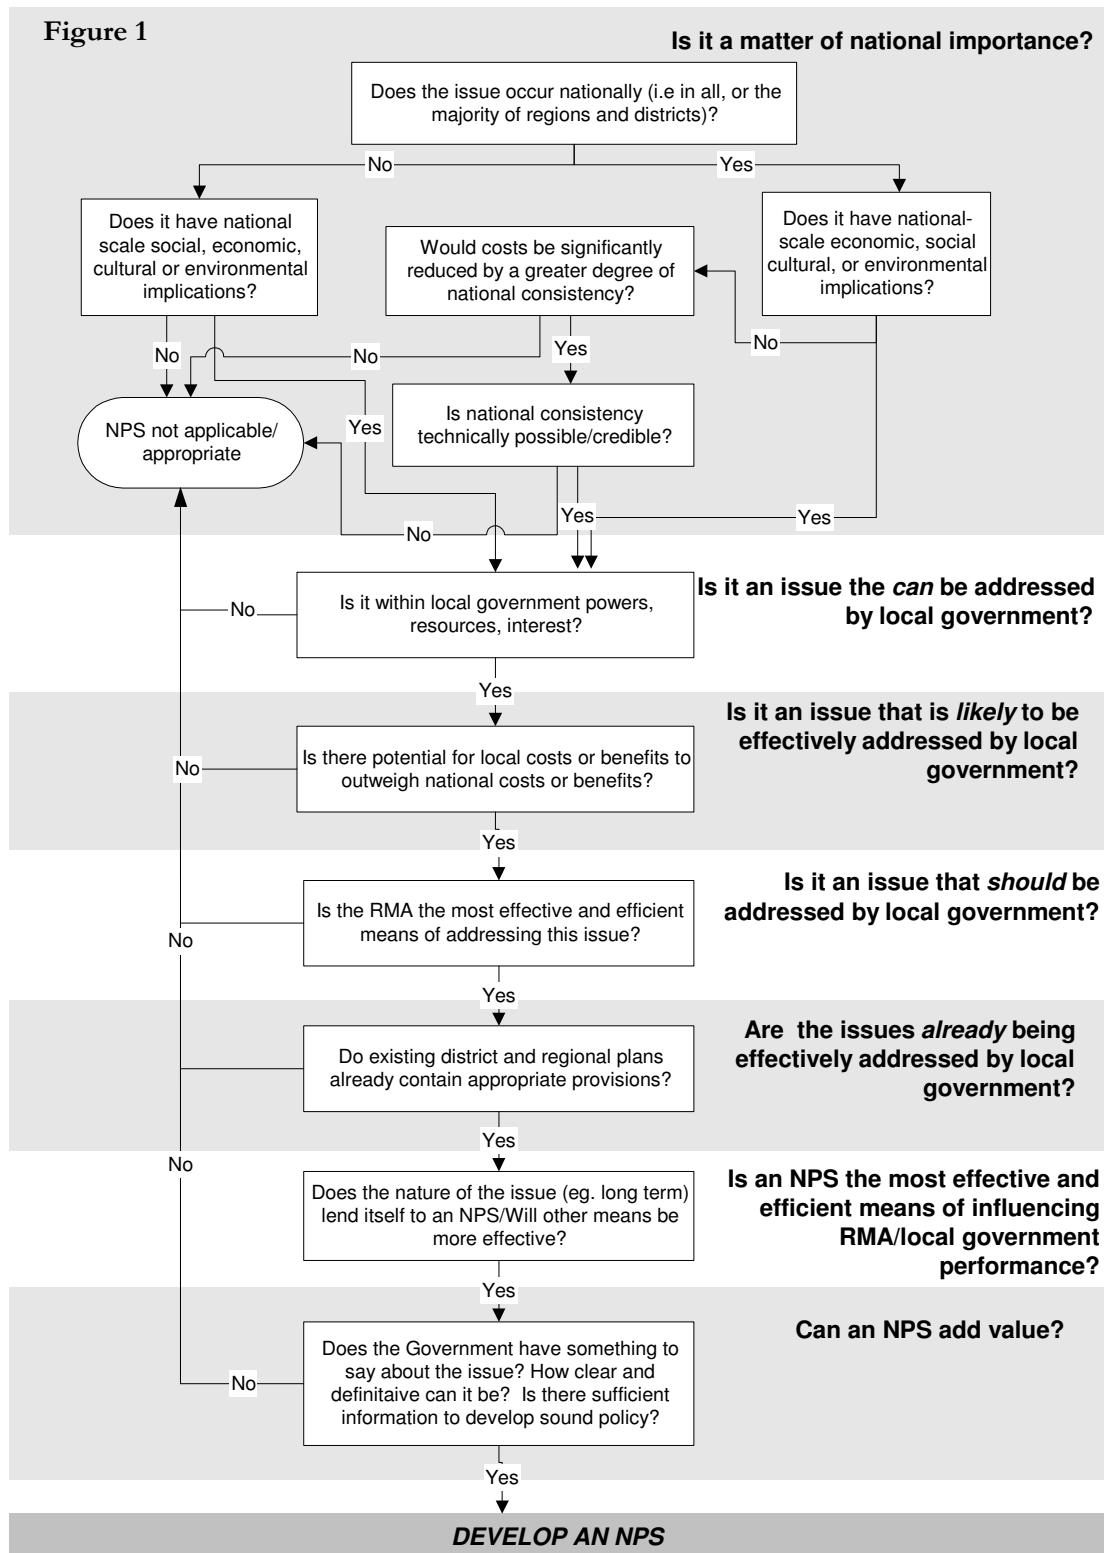 Figure 1
Is it a matter of national importance?
Does the issue occur nationally (i.e in all, or the
majority of regions and districts)?
No
Yes
Does it have national
scale social, economic,
cultural or environmental
implications?
Would costs be significantly
reduced by a greater degree of
national consistency?
Does it have national-
scale economic, social
cultural, or environmental
implications?
No
No
Yes
No
NPS not applicable/
appropriate
Yes
Is national consistency
technically possible/credible?
No
Yes
Yes
Is it within local government powers,
resources, interest?
Is it an issue the can be addressed
by local government?
No
Yes
Is it an issue that is likely to be
effectively addressed by local
government?
Is there potential for local costs or benefits to
outweigh national costs or benefits?
No
Yes
Is it an issue that should be
addressed by local government?
Is the RMA the most effective and efficient
means of addressing this issue?
No
Yes
Are the issues already being
effectively addressed by local
government?
Do existing district and regional plans
already contain appropriate provisions?
Yes
No
Is an NPS the most effective and
efficient means of influencing
RMA/local government
performance?
Does the nature of the issue (eg. long term)
lend itself to an NPS/Will other means be
more effective?
Yes
Can an NPS add value?
Does the Government have something to
say about the issue? How clear and
definitaive can it be? Is there sufficient
information to develop sound policy?
No
Yes
DEVELOP AN NPS